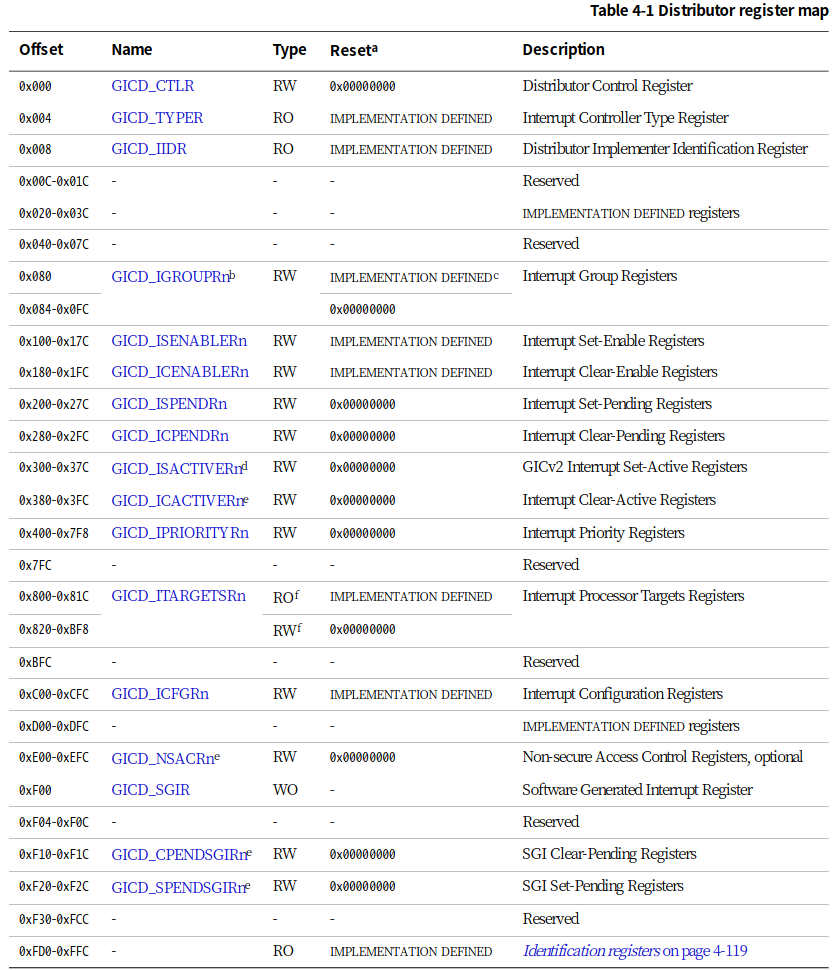 Table 4-1 Distributor register map
Offset Name Type Reset a Description
0x000 GICD_CTLR RW 0x00000000 Distributor Control Register
0x004 GICD_TYPER RO IMPLEMENTATION DEFINED Interrupt Controller Type Register
0x008 GICD_IIDR RO IMPLEMENTATION DEFINED Distributor Implementer Identification Register
0x00C-0x01C - - - Reserved
0x020-0x03C - - - IMPLEMENTATION DEFINED registers
0x040-0x07C - - - Reserved
0x080 GICD_IGROUPRn b RW IMPLEMENTATION DEFINED c Interrupt Group Registers
0x084-0x0FC 0x00000000
0x100-0x17C GICD_ISENABLERn RW IMPLEMENTATION DEFINED Interrupt Set-Enable Registers
0x180-0x1FC GICD_ICENABLERn RW IMPLEMENTATION DEFINED Interrupt Clear-Enable Registers
0x200-0x27C GICD_ISPENDRn RW 0x00000000 Interrupt Set-Pending Registers
0x280-0x2FC GICD_ICPENDRn RW 0x00000000 Interrupt Clear-Pending Registers
0x300-0x37C GICD_ISACTIVERn d RW 0x00000000 GICv2 Interrupt Set-Active Registers
0x380-0x3FC GICD_ICACTIVERn e RW 0x00000000 Interrupt Clear-Active Registers
0x400-0x7F8 GICD_IPRIORITYRn RW 0x00000000 Interrupt Priority Registers
0x7FC - - - Reserved
0x800-0x81C GICD_ITARGETSRn RO f IMPLEMENTATION DEFINED Interrupt Processor Targets Registers
0x820-0xBF8 RW f 0x00000000
0xBFC - - - Reserved
0xC00-0xCFC GICD_ICFGRn RW IMPLEMENTATION DEFINED Interrupt Configuration Registers
0xD00-0xDFC - - - IMPLEMENTATION DEFINED registers
0xE00-0xEFC GICD_NSACRn e RW 0x00000000 Non-secure Access Control Registers, optional
0xF00 GICD_SGIR WO - Software Generated Interrupt Register
0xF04-0xF0C - - - Reserved
0xF10-0xF1C GICD_CPENDSGIRn e RW 0x00000000 SGI Clear-Pending Registers
0xF20-0xF2C GICD_SPENDSGIRn e RW 0x00000000 SGI Set-Pending Registers
0xF30-0xFCC - - - Reserved
0xFD0-0xFFC - RO IMPLEMENTATION DEFINED Identification registers on page 4-119